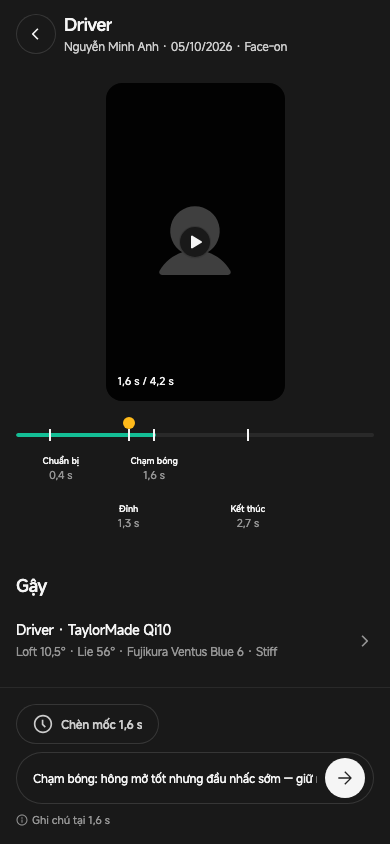 Driver
Nguyễn Minh Anh · 05/10/2026 · Face-on
1,6 s / 4,2 s
Chuẩn bị
Chạm bóng
0,4 s
1,6 s
Đỉnh
Kết thúc
1,3 s
2,7 s
Gậy
Driver · TaylorMade Qi10
Loft 10,5° · Lie 56° · Fujikura Ventus Blue 6 · Stiff
Chèn mốc 1,6 s
Chạm bóng: hông mở tốt nhưng đầu nhấc sớm — giữ
Ghi chú tại 1,6 s